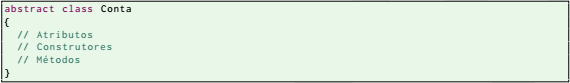 abstract class Conta
{
  // Atributos
  // Construtores
  // Métodos
}